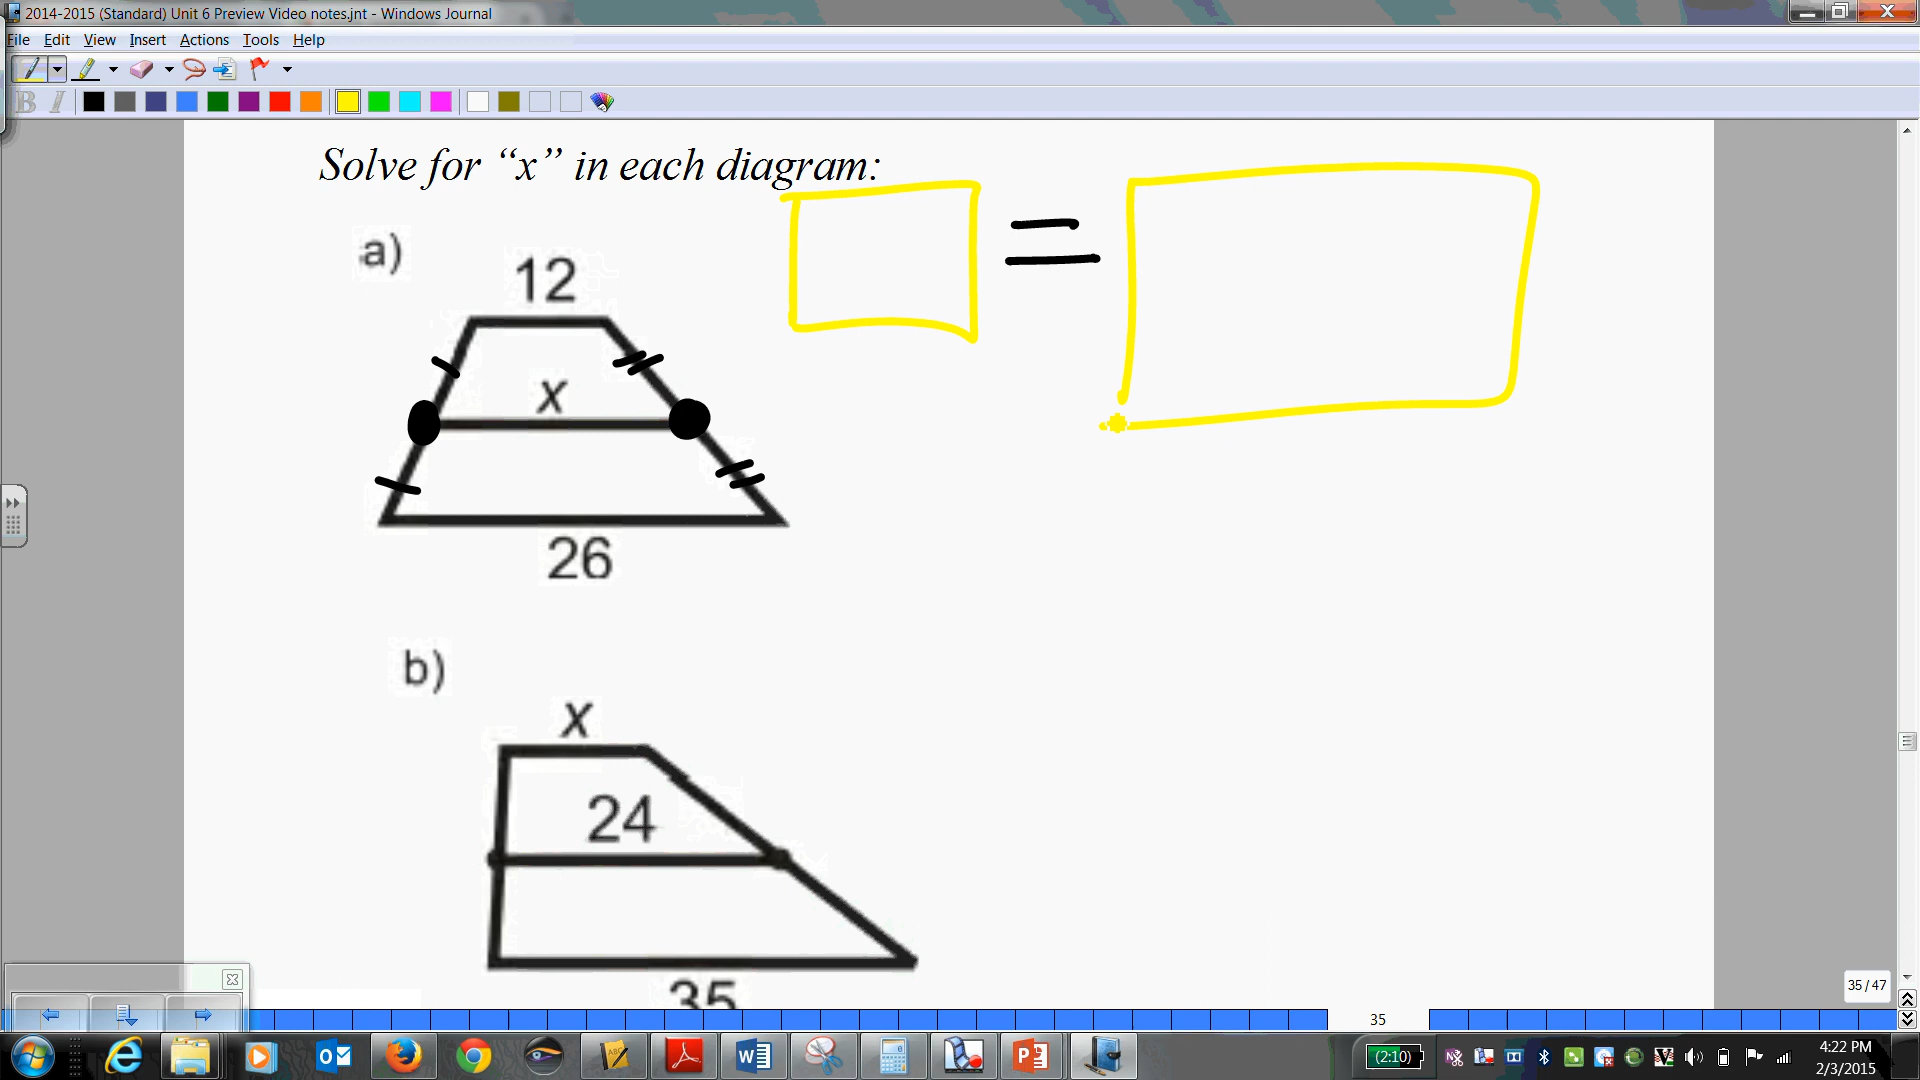 2014-2015 (Standard) Unit 6 Preview Video notes.jnt - Windows Journal
File Edit View Insert Actions Tools Help
B I
Solve for “x” in each diagram:
=
a)
12
x
26
b)
x
24
35
35 / 47
35
(2:10)
4:22 PM
2/3/2015